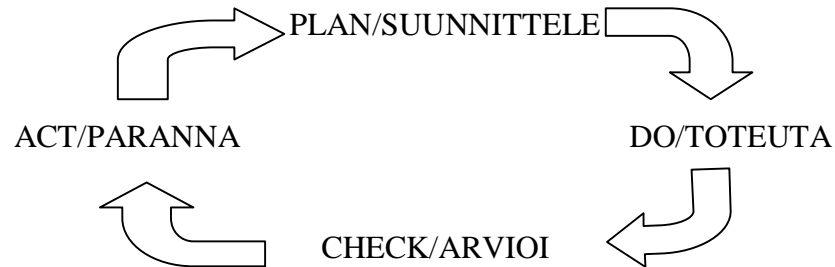 PLAN/SUUNNITTELE
ACT/PARANNA
DO/TOTEUTA
CHECK/ARVIOI